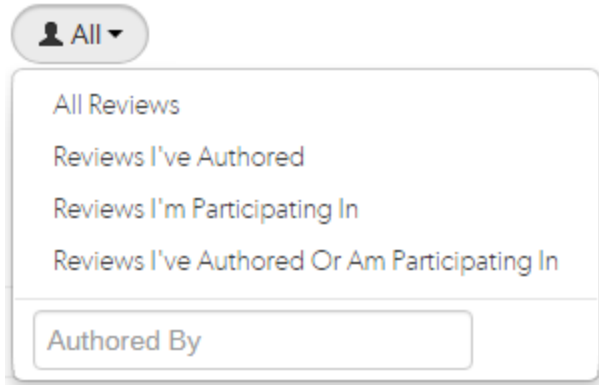 All
All Reviews
Reviews I've Authored
Reviews I'm Participating In
Reviews I've Authored Or Am Participating In
Authored By